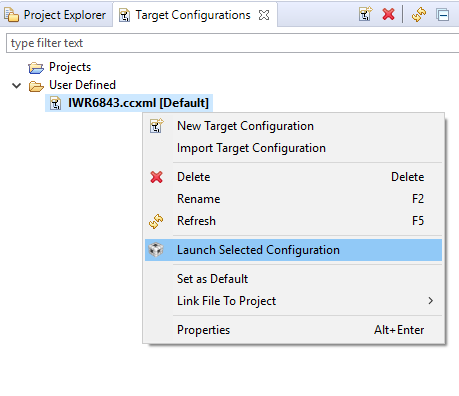 Project Explorer Target Configurations
type filter text
Projects
User Defined
IWR6843.ccxml [Default]
New Target Configuration
Import Target Configuration
Delete Delete
Rename F2
Refresh F5
Launch Selected Configuration
Set as Default
Link File To Project
Properties Alt+Enter